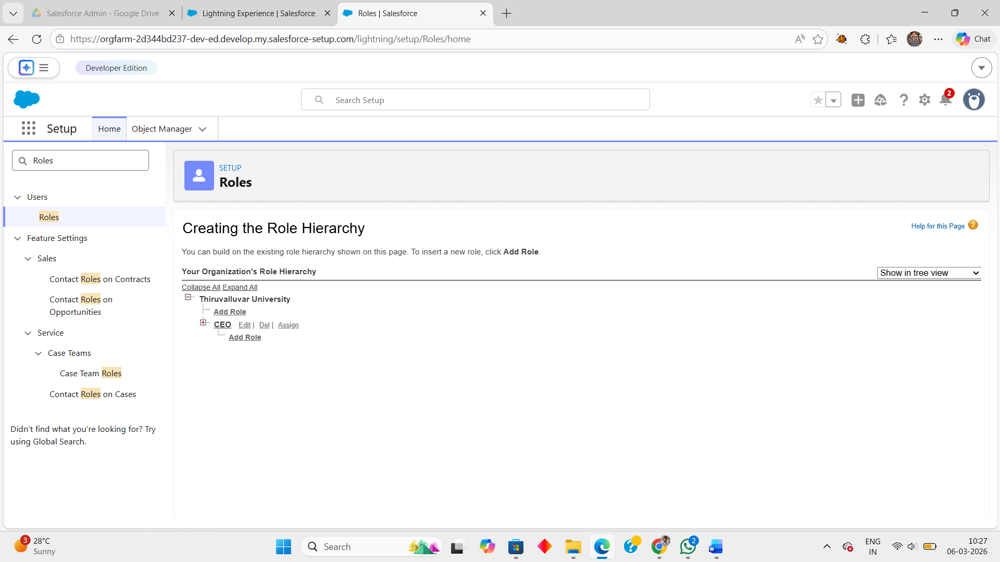 Salesforce Admin - Google Drive
Lightning Experience | Salesforce
Roles | Salesforce
https://orgfarm-2d344bd237-dev-ed.develop.my.salesforce-setup.com/lightning/setup/Roles/home
Chat
Developer Edition
Search Setup
2
Setup
Home
Object Manager
Roles
Users
Roles
Feature Settings
Sales
Contact Roles on Contracts
Contact Roles on
Opportunities
Service
Case Teams
Case Team Roles
Contact Roles on Cases
Didn't find what you're looking for? Try
using Global Search.
SETUP
Roles
Creating the Role Hierarchy
Help for this Page
You can build on the existing role hierarchy shown on this page. To insert a new role, click Add Role.
Your Organization's Role Hierarchy
Show in tree view
Collapse All Expand All
Thiruvalluvar University
Add Role
CEO Edit | Del | Assign
Add Role
3
28°C
Sunny
Search
2
ENG
IN
10:27
06-03-2026